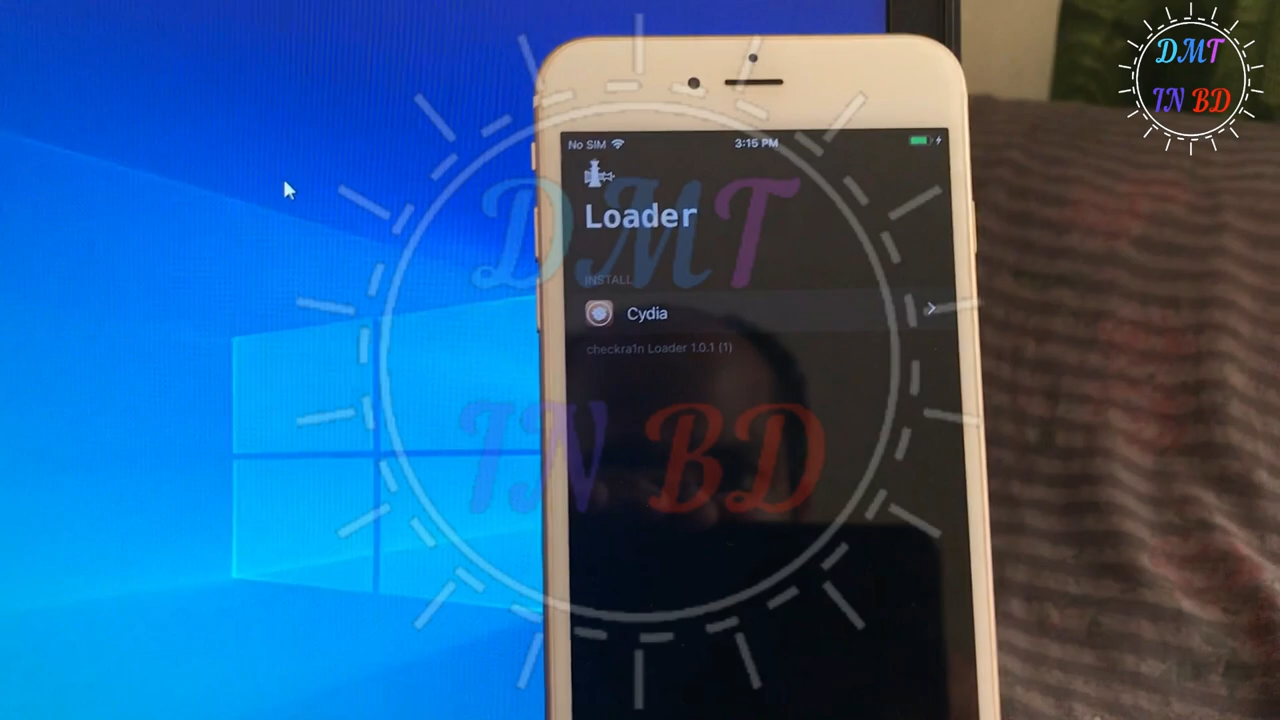 DMT
IN BD
No SIM
3:15 PM
Loader
INSTALL
Cydia
checkra1n Loader 1.0.1 (1)
DMT
IN BD